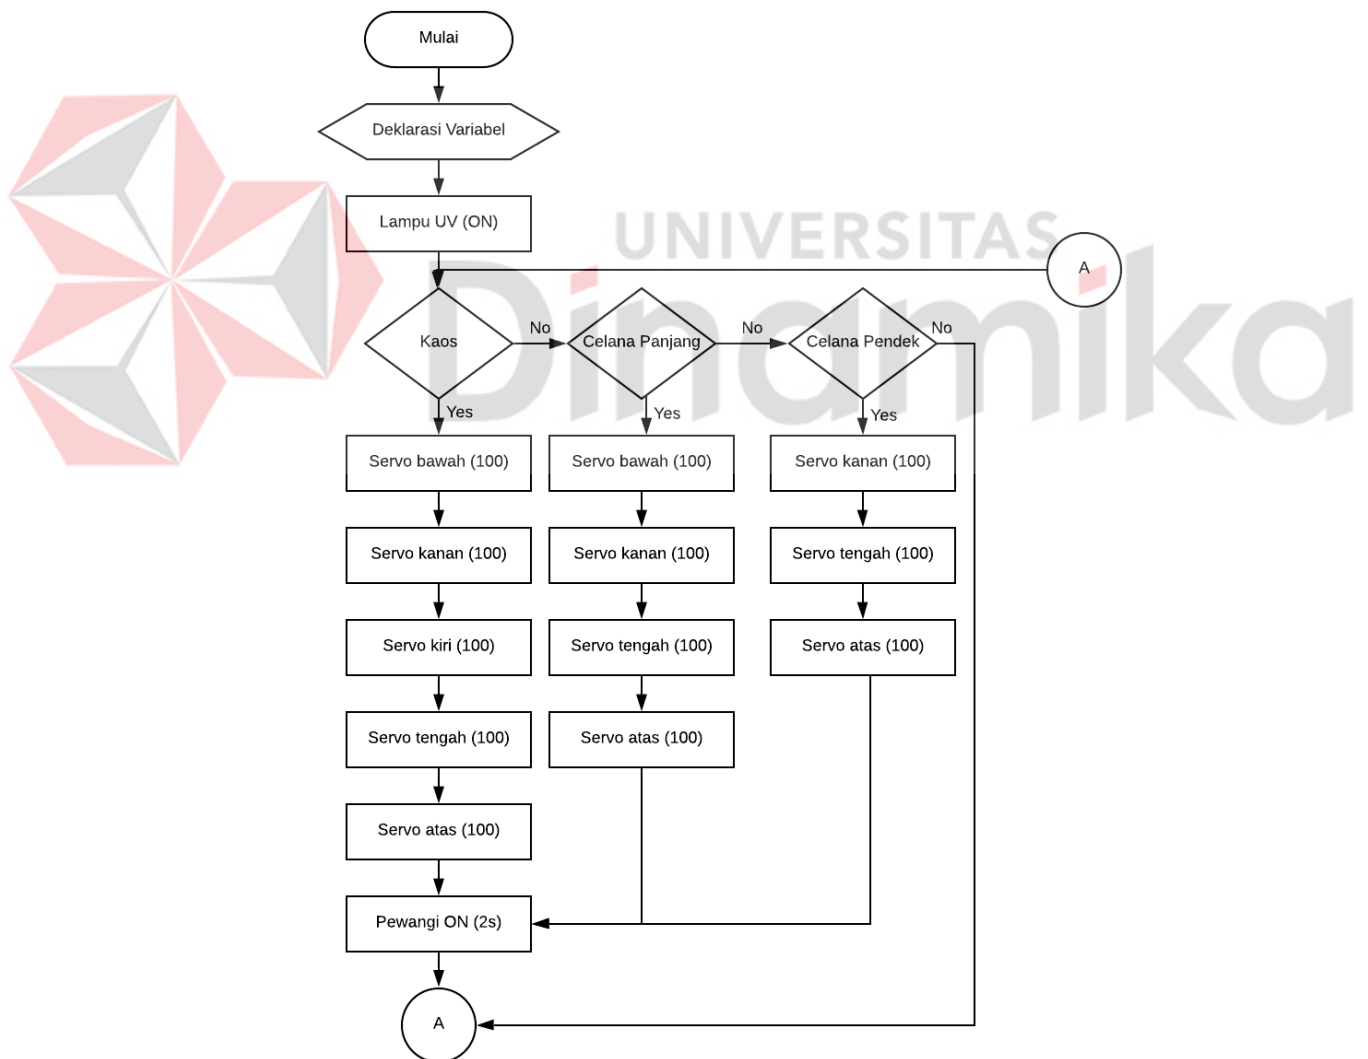 Mulai
Deklarasi Variabel
Lampu UV (ON)
UNIVERSITAS
Dinamika
A
Kaos
No
Celana Panjang
No
Celana Pendek
No
Yes
Yes
Yes
Servo bawah (100)
Servo bawah (100)
Servo kanan (100)
Servo kanan (100)
Servo kanan (100)
Servo tengah (100)
Servo kiri (100)
Servo tengah (100)
Servo atas (100)
Servo tengah (100)
Servo atas (100)
Servo atas (100)
Pewangi ON (2s)
A